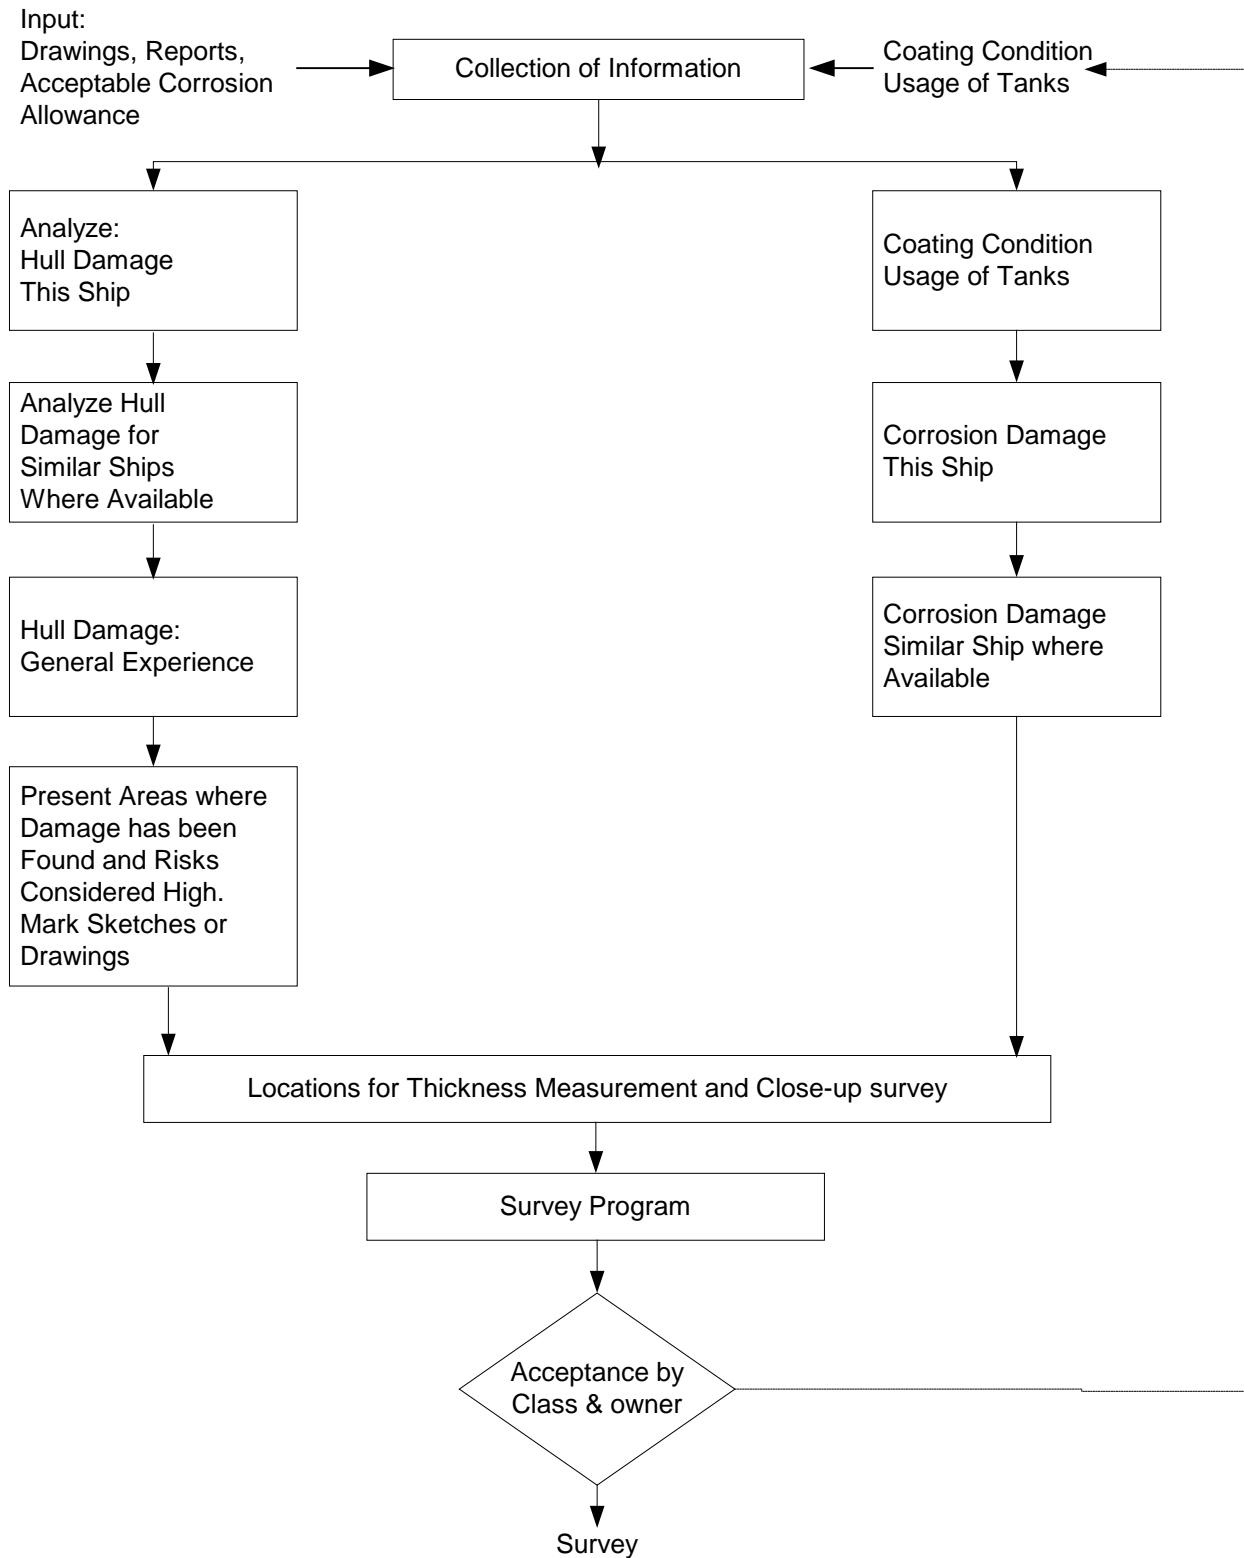 Input:
Drawings, Reports,
Acceptable Corrosion
Allowance
Collection of Information
Coating Condition
Usage of Tanks
Analyze:
Hull Damage
This Ship
Coating Condition
Usage of Tanks
Analyze Hull
Damage for
Similar Ships
Where Available
Corrosion Damage
This Ship
Hull Damage:
General Experience
Corrosion Damage
Similar Ship where
Available
Present Areas where
Damage has been
Found and Risks
Considered High.
Mark Sketches or
Drawings
Locations for Thickness Measurement and Close-up survey
Survey Program
Acceptance by
Class & owner
Survey